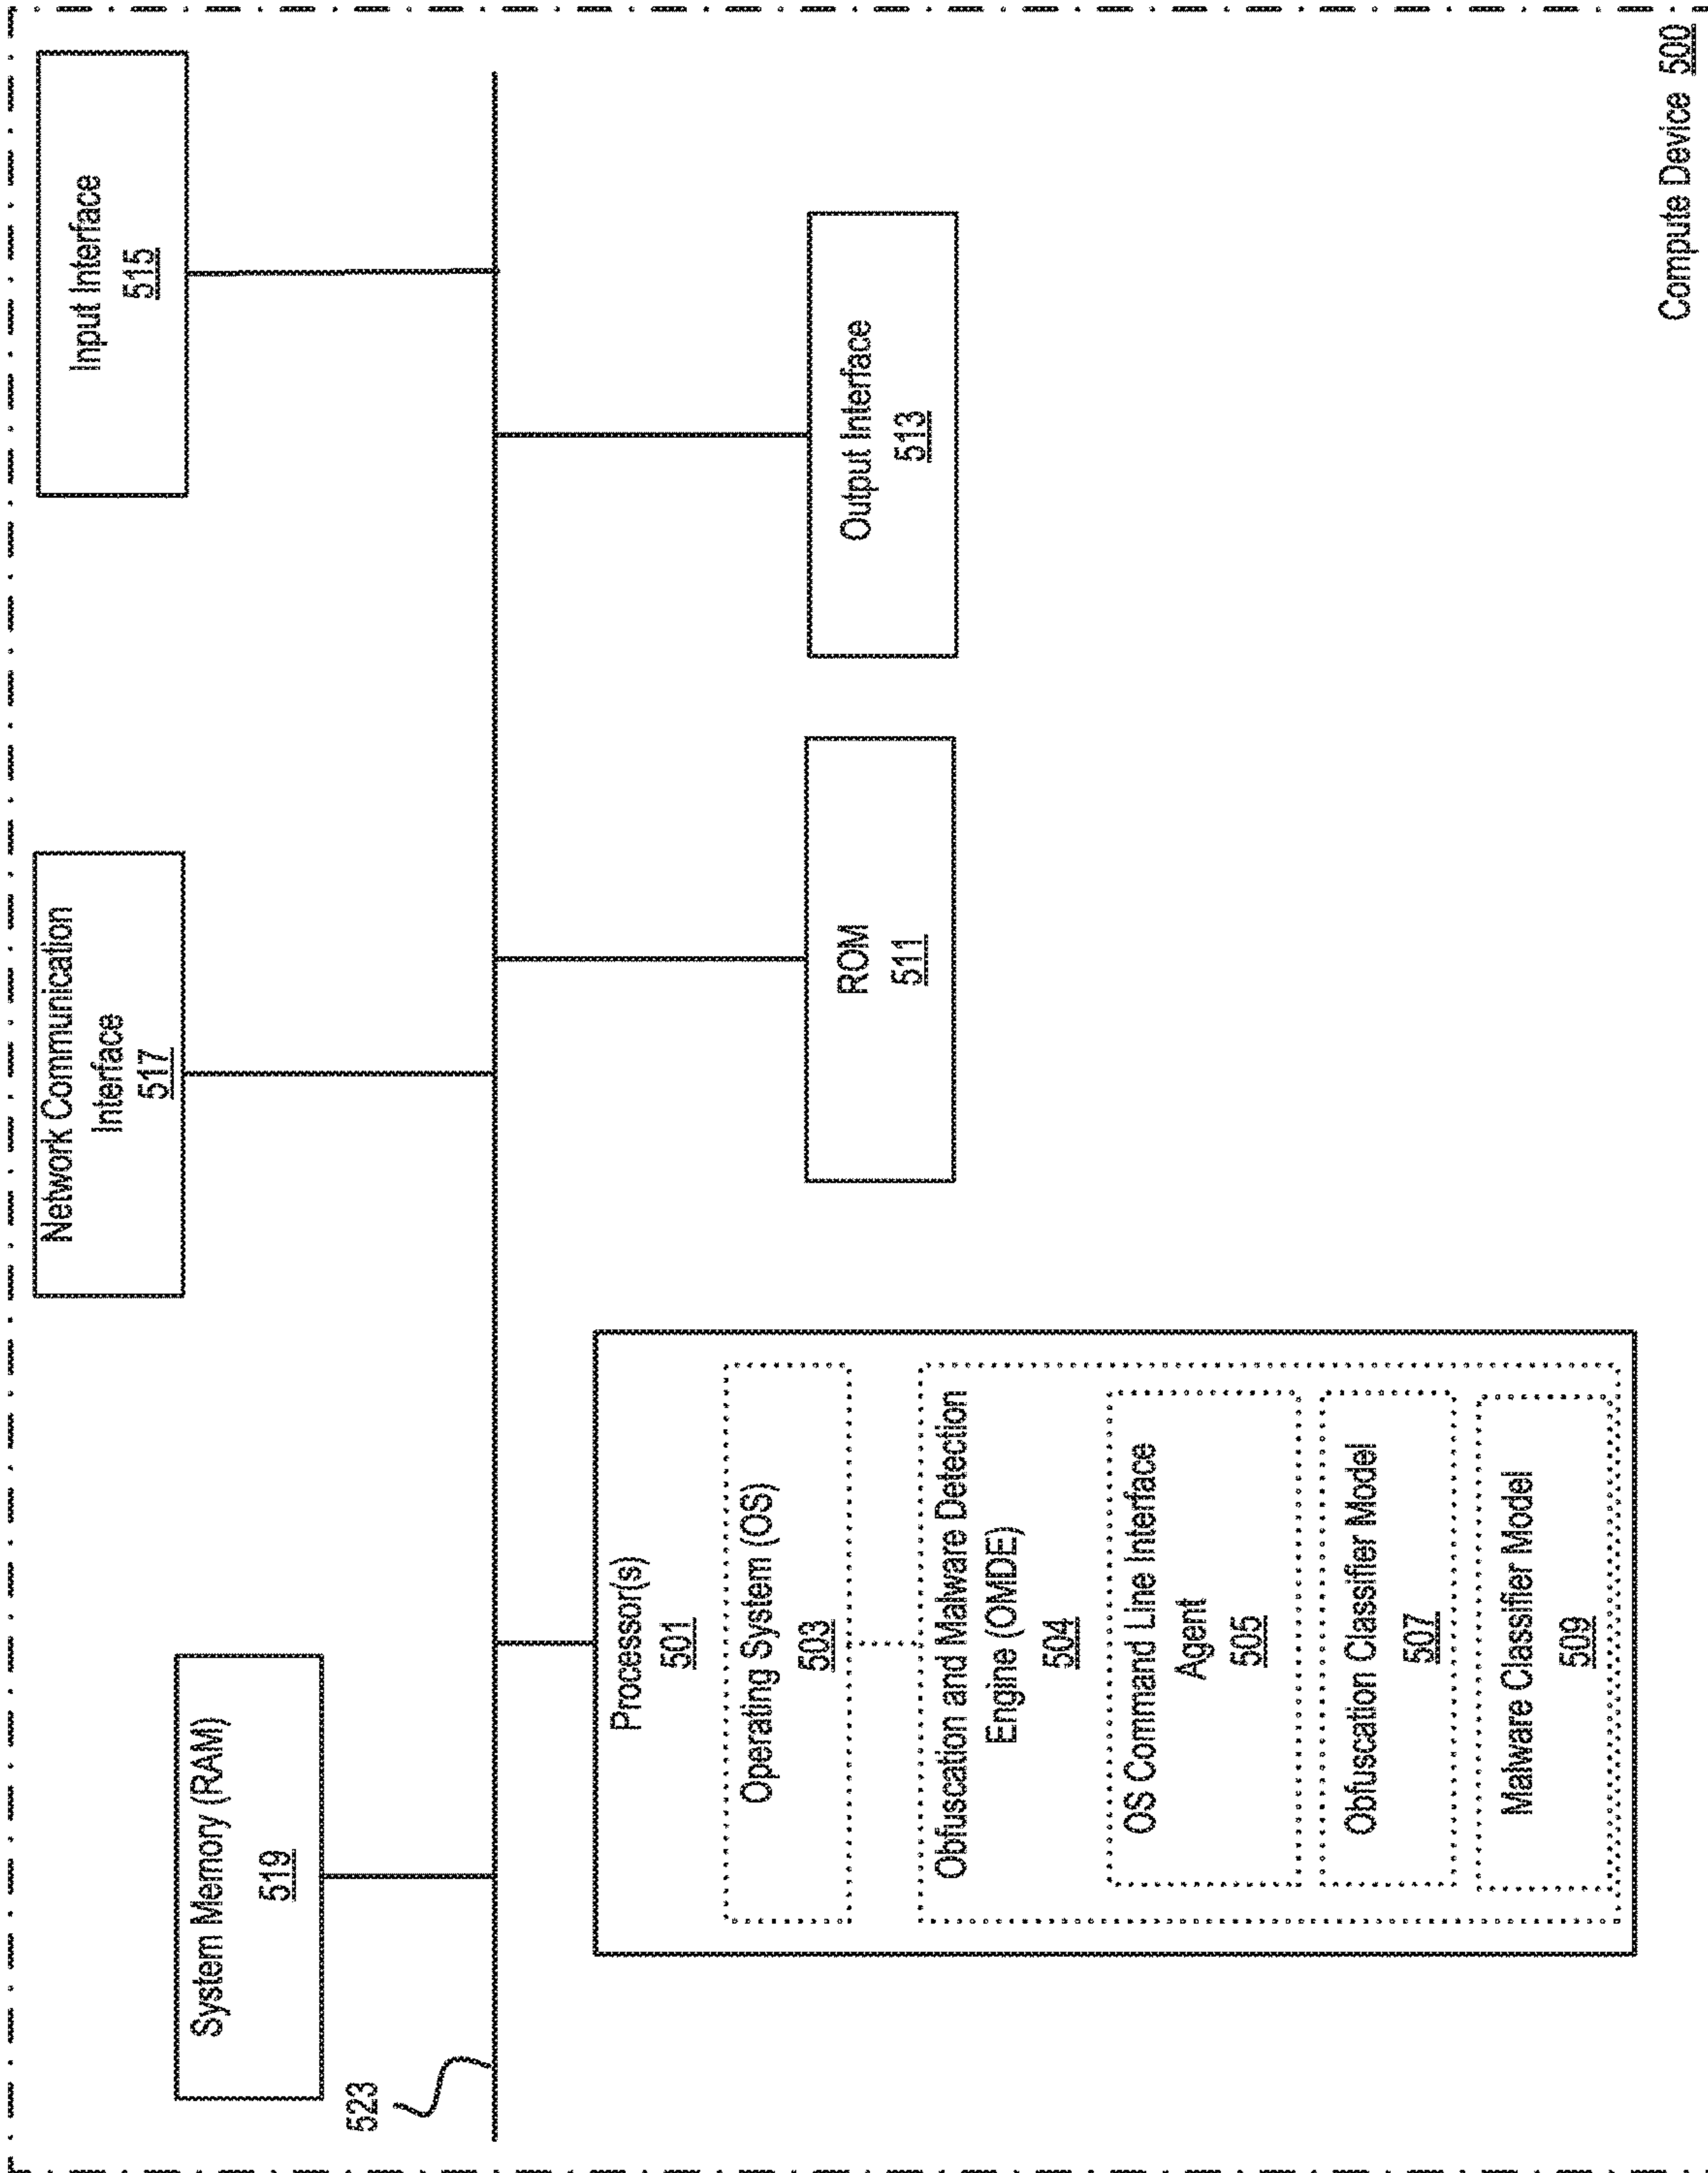 System Memory (RAM)
519
Network Communication
Interface
517
Input Interface
515
523
Processor(s)
501
Operating System (OS)
503
Obfuscation and Malware Detection
Engine (OMDE)
504
OS Command Line Interface
Agent
505
Obfuscation Classifier Model
507
Malware Classifier Model
509
ROM
511
Output Interface
513
Compute Device 500